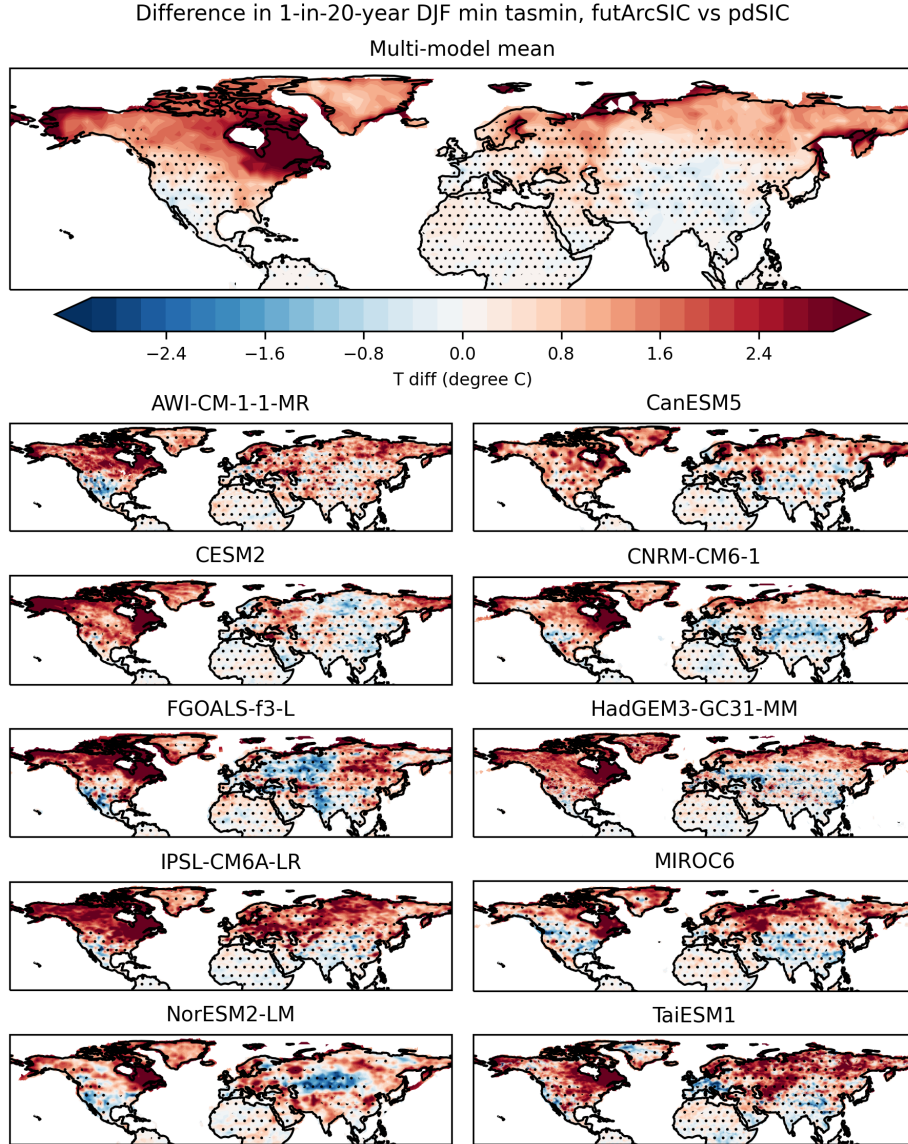 Difference in 1-in-20-year DJF min tasmin, futArcSIC vs pdSIC
Multi-model mean
−2.4 −1.6 −0.8 0.0 0.8 1.6 2.4
T diff (degree C)
AWI-CM-1-1-MR CanESM5
CESM2 CNRM-CM6-1
FGOALS-f3-L HadGEM3-GC31-MM
IPSL-CM6A-LR MIROC6
NorESM2-LM TaiESM1